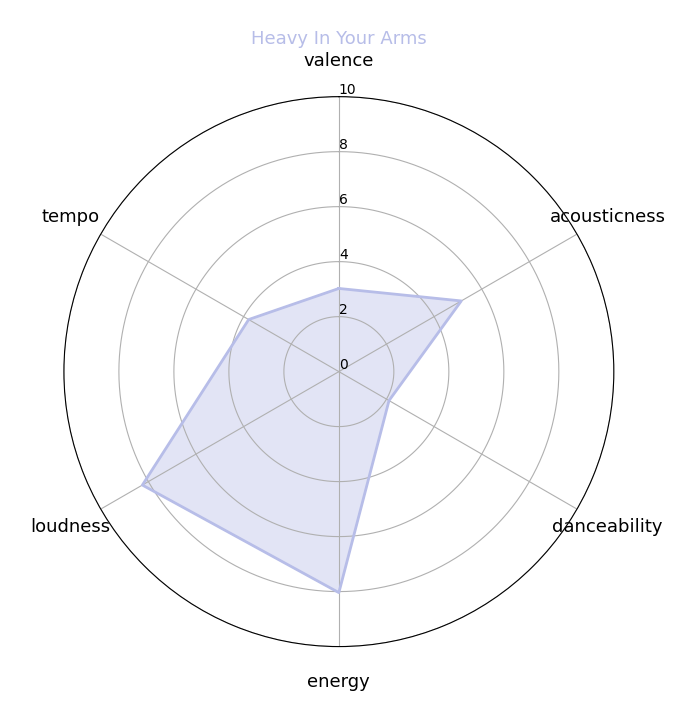 Heavy In Your Arms
valence
10
8
6
4
2
0
tempo
acousticness
loudness
danceability
energy